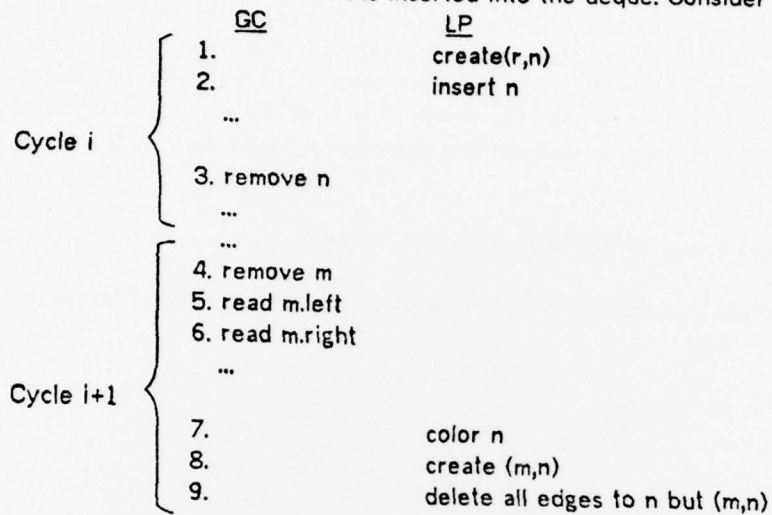 is inserted into the deque. Consider
GC LP
1. create(r,n)
2. insert n
...
Cycle i
3. remove n
...
...
4. remove m
5. read m.left
6. read m.right
...
Cycle i+1
7. color n
8. create (m,n)
9. delete all edges to n but (m,n)